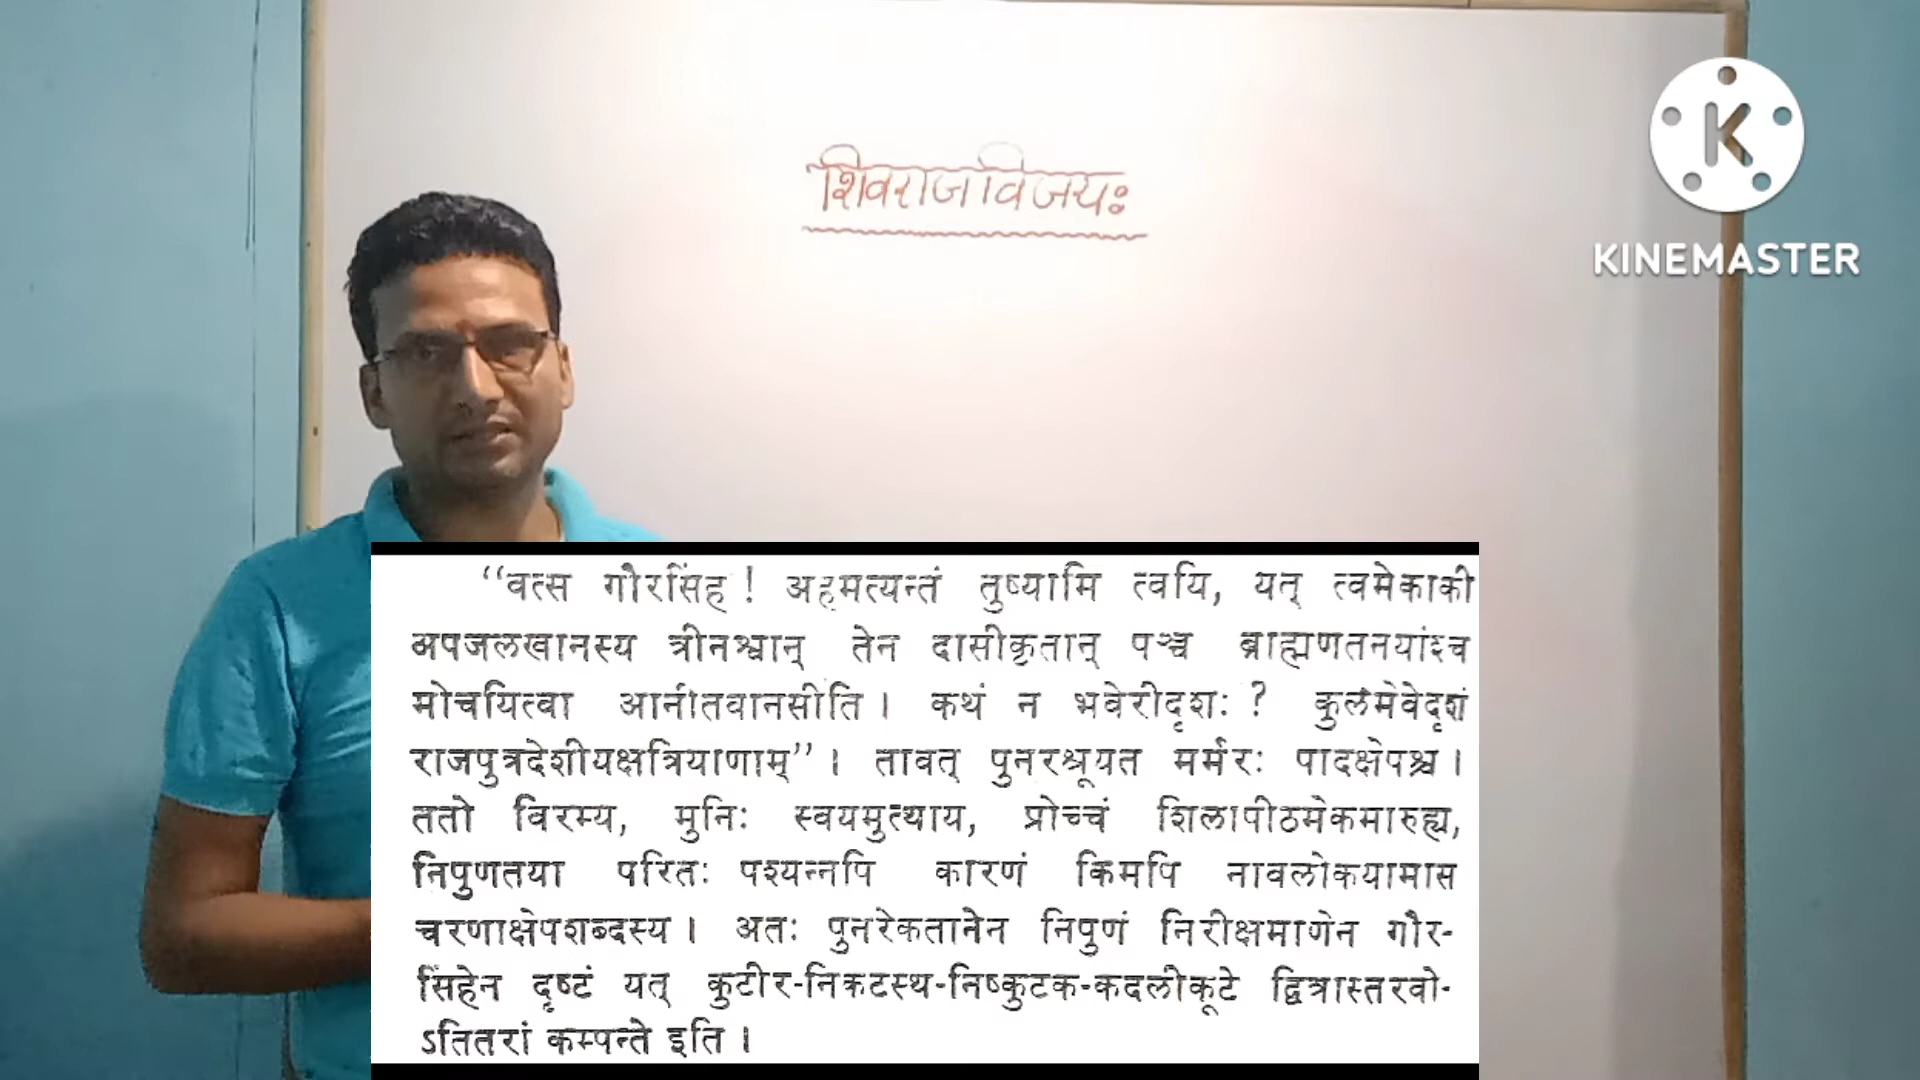 शिवराजविजयः
KINEMASTER
“वत्स गौरसिंह ! अहमत्यन्तं तुष्यामि त्वयि, यत् त्वमेकाकी
अपजलखानस्य त्रीनश्वान् तेन दासीकृतान् पञ्च ब्राह्मणतनयांश्च
मोचयित्वा आनीतवानसीति । कथं न भवेरीदृशः ? कुलमेवेदृशं
राजपुत्रदेशीयक्षत्रियाणाम्” । तावत् पुनरश्रूयत मर्मरः पादक्षेपश्च ।
ततो विरम्य, मुनिः स्वयमुत्थाय, प्रोच्चं शिलापीठमेकमारुह्य,
निपुणतया परितः पश्यन्नपि कारणं किमपि नावलोकयामास
चरणाक्षेपशब्दस्य । अतः पुनरेकतानेन निपुणं निरीक्षमाणेन गौर-
सिंहेन दृष्टं यत् कुटीर-निकटस्थ-निष्कुटक-कदलीकूटे द्वित्रास्तरवो-
ऽतितरां कम्पन्ते इति ।